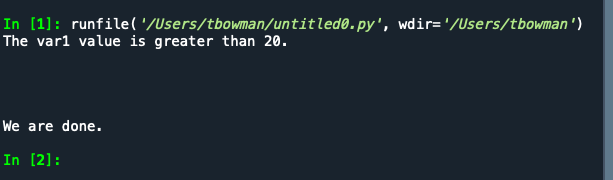 In [1]: runfile('/Users/tbowman/untitled0.py', wdir='/Users/tbowman')
The var1 value is greater than 20.
We are done.
In [2]: